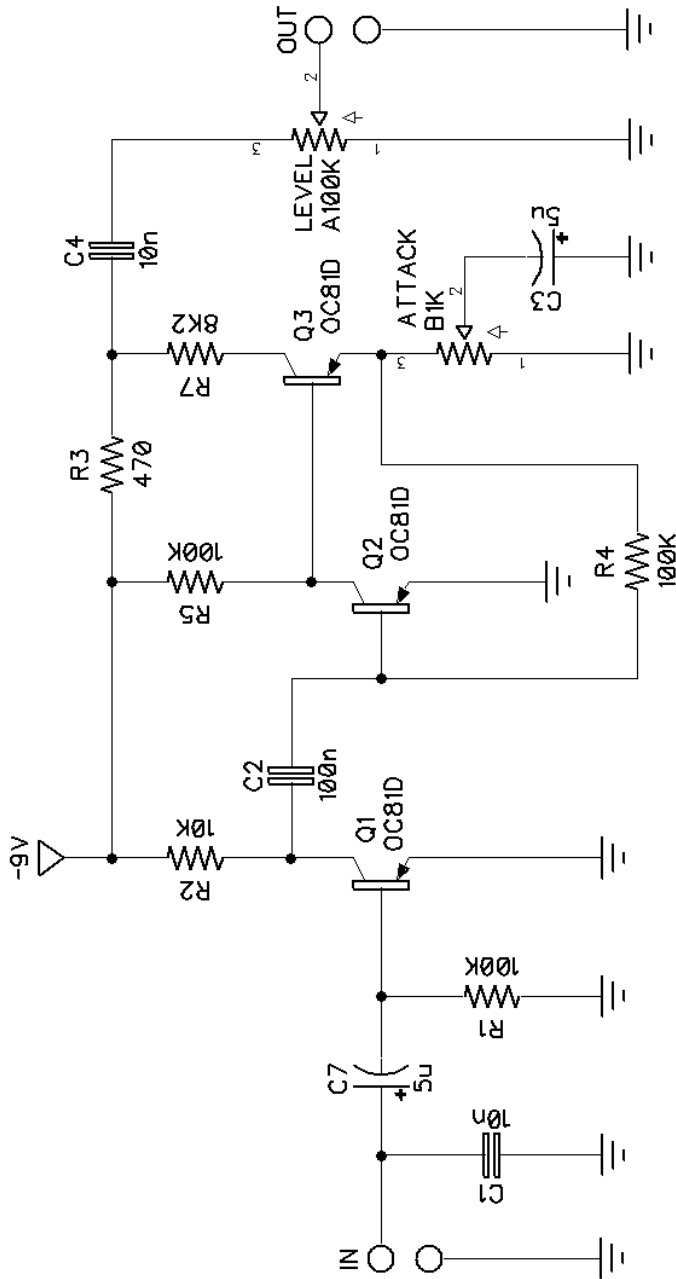 -9V
R2
10K
R5
100K
R3
470
R7
8K2
C4
10n
LEVEL
A100K
3
2
1
OUT
Q3
OC81D
ATTACK
B1K
3
2
1
C3
5u
C2
100n
Q2
OC81D
R4
100K
Q1
OC81D
R1
100K
C7
5u
+
C1
10n
IN
+